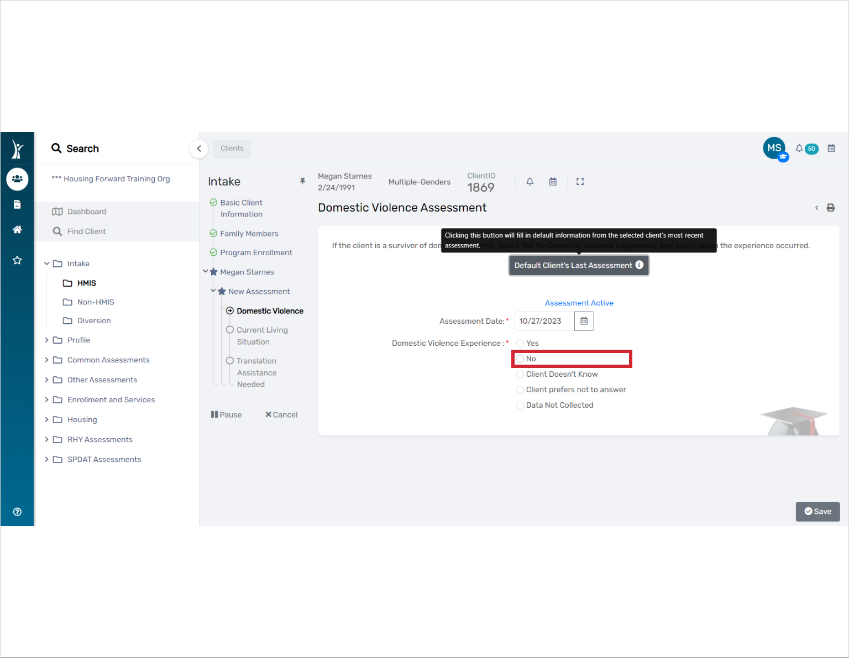 Search
*** Housing Forward Training Org
Dashboard
Find Client
Intake
HMIS
Non-HMIS
Diversion
Profile
Common Assessments
Other Assessments
Enrollment and Services
Housing
RHY Assessments
SPDAT Assessments
Clients
MS
60
Intake
Basic Client
Information
Family Members
Program Enrollment
Megan Starnes
New Assessment
Domestic Violence
Current Living
Situation
Translation
Assistance
Needed
Pause
Cancel
Megan Starnes
2/24/1991
Multiple-Genders
ClientID
1869
Domestic Violence Assessment
Clicking this button will fill in default information from the selected client's most recent
assessment.
If the client is a survivor of dom
the experience occurred.
Default Client's Last Assessment
Assessment Active
Assessment Date: * 10/27/2023
Domestic Violence Experience : * Yes
No
Client Doesn't Know
Client prefers not to answer
Data Not Collected
Save